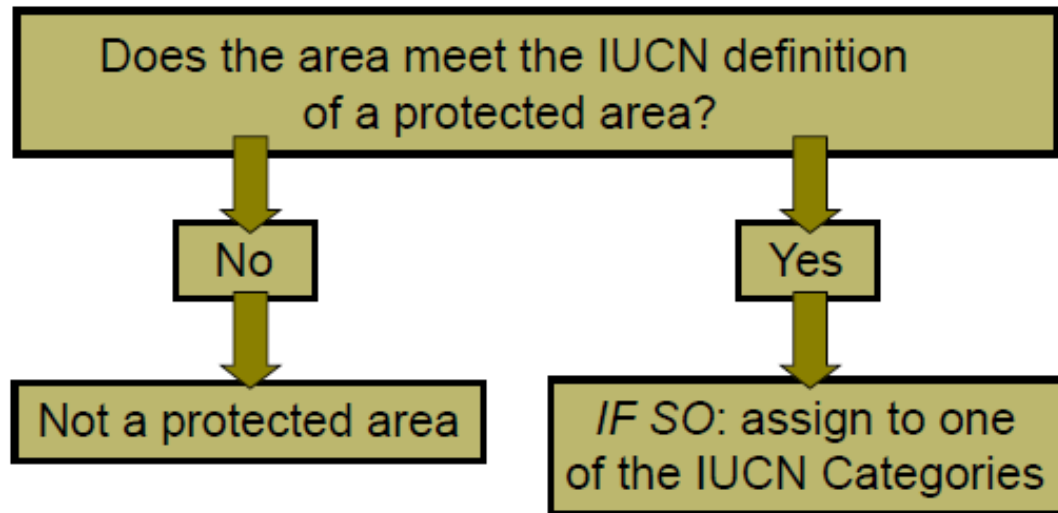 Does the area meet the IUCN definition
of a protected area?
No
Yes
Not a protected area
IF SO: assign to one
of the IUCN Categories